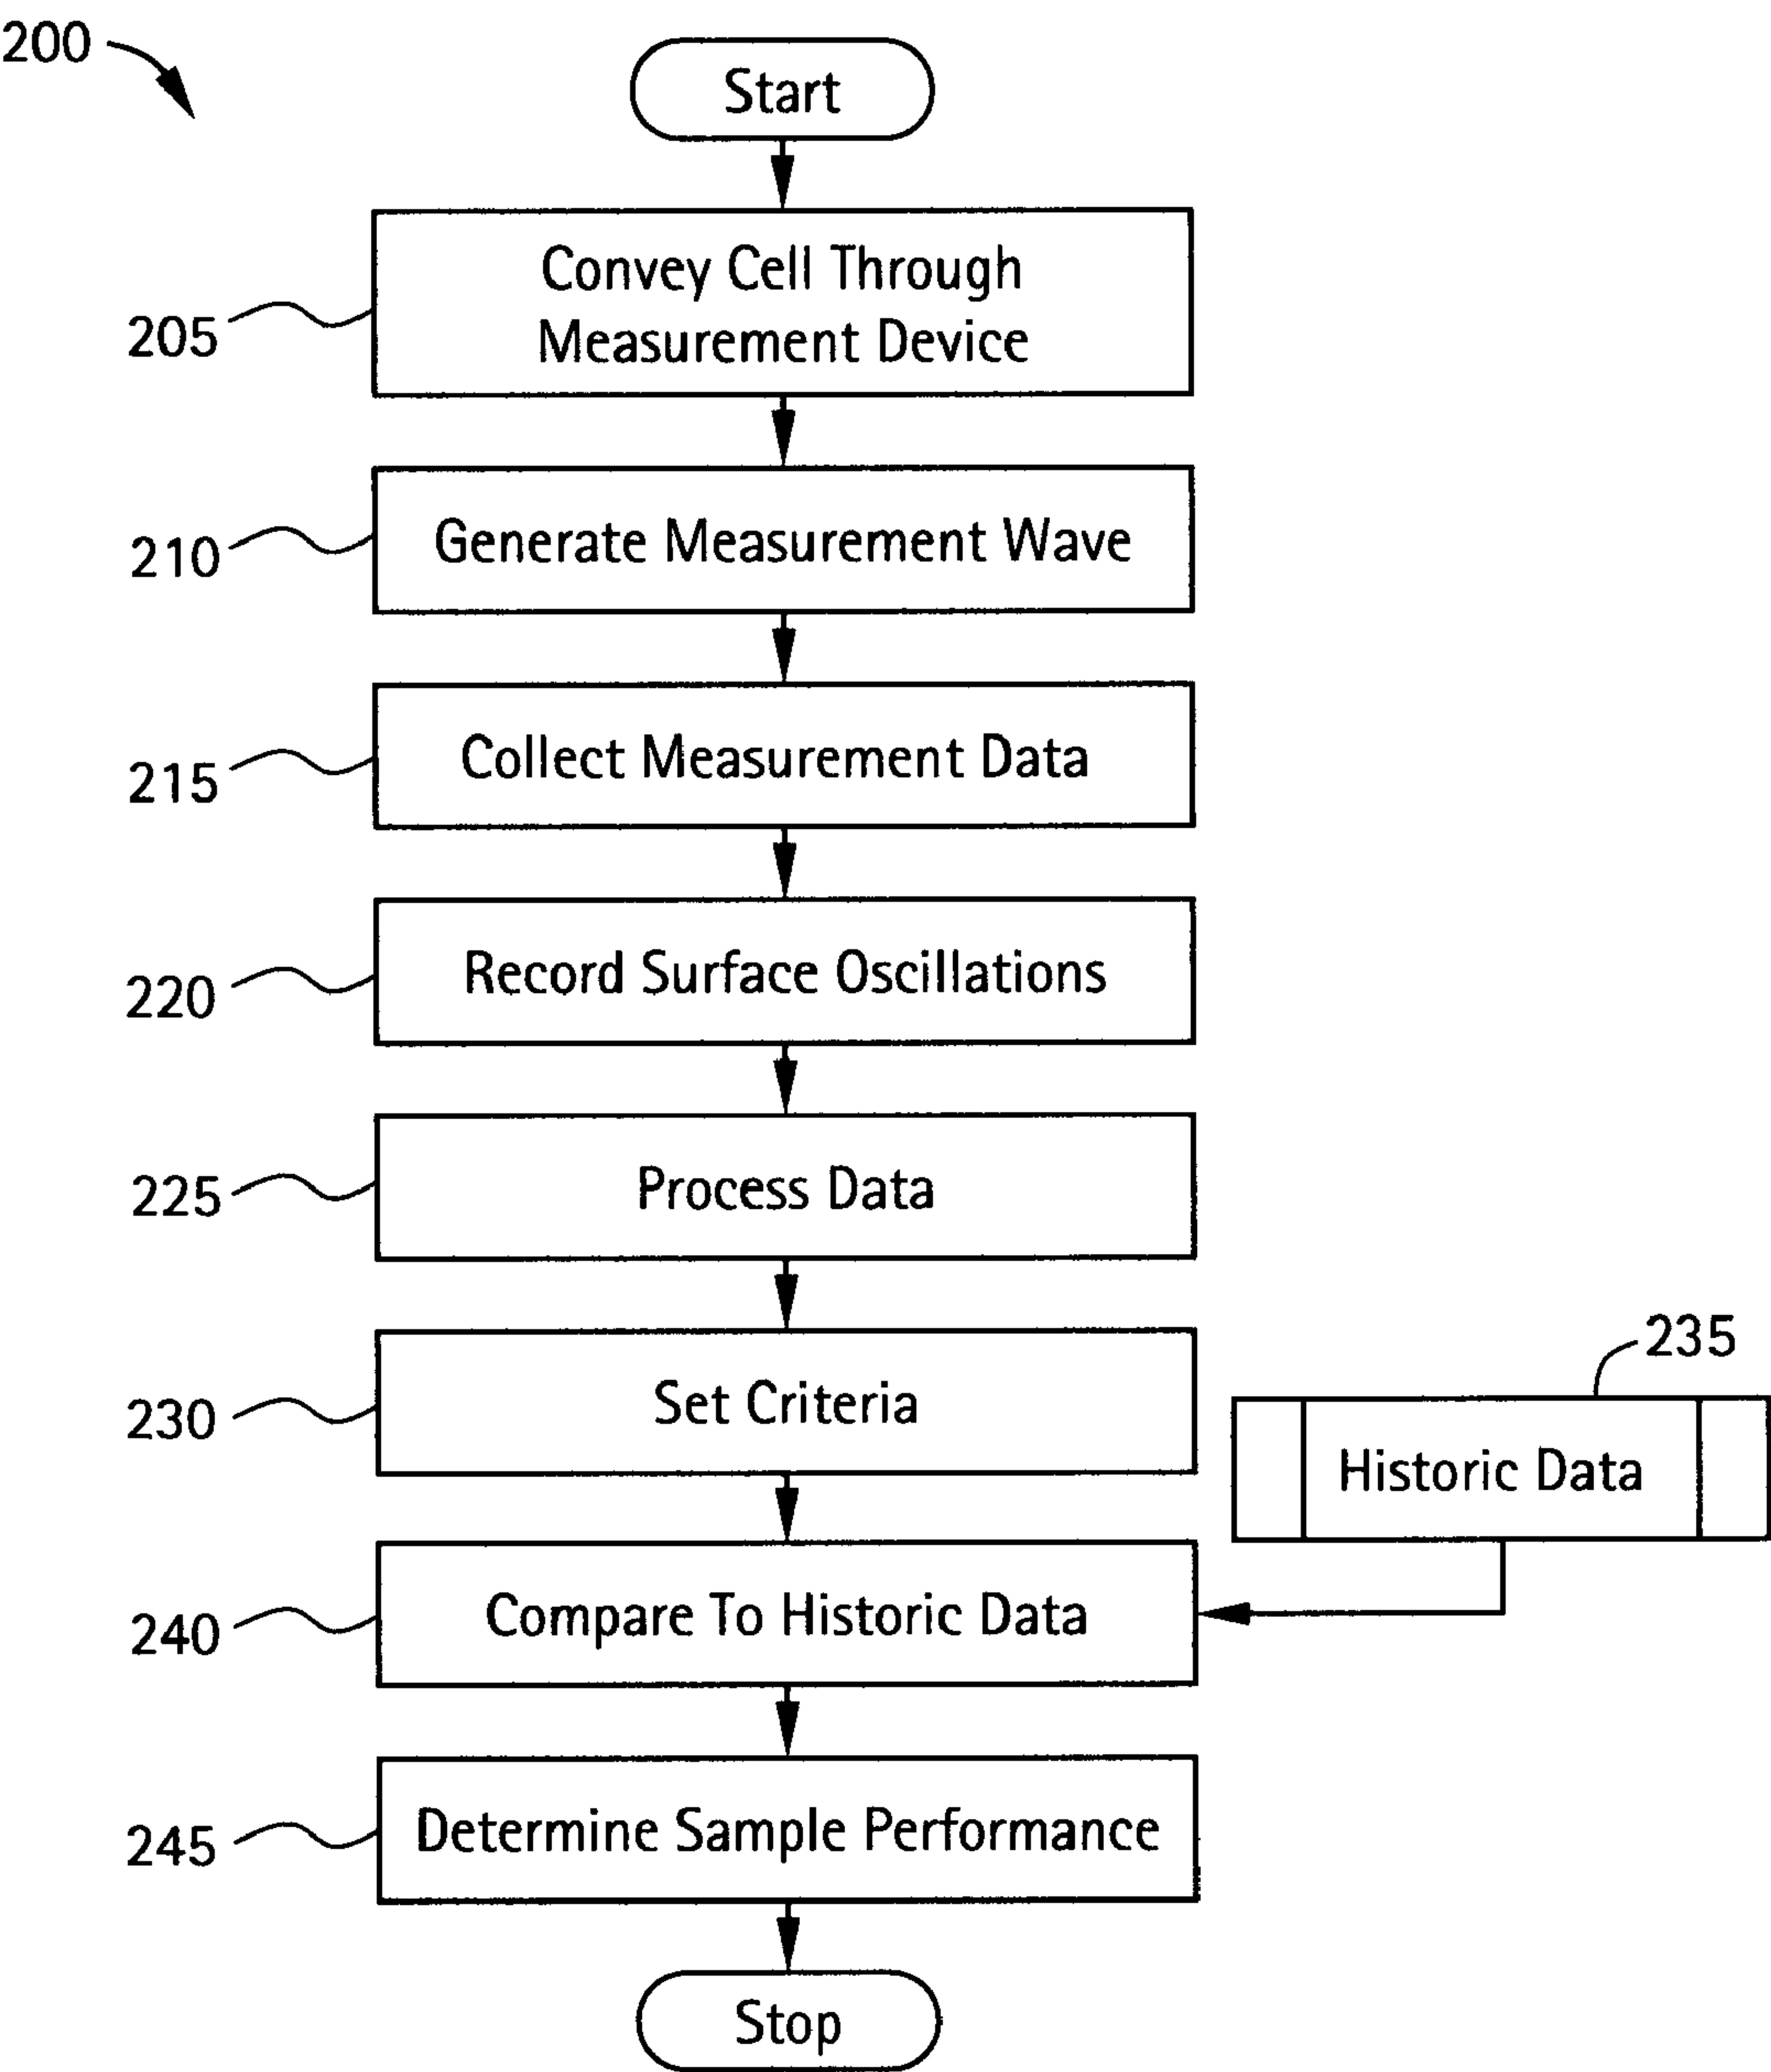 200
Start
Convey Cell Through
Measurement Device
205
Generate Measurement Wave
210
Collect Measurement Data
215
Record Surface Oscillations
220
Process Data
225
Set Criteria
230
235
Historic Data
Compare To Historic Data
240
Determine Sample Performance
245
Stop